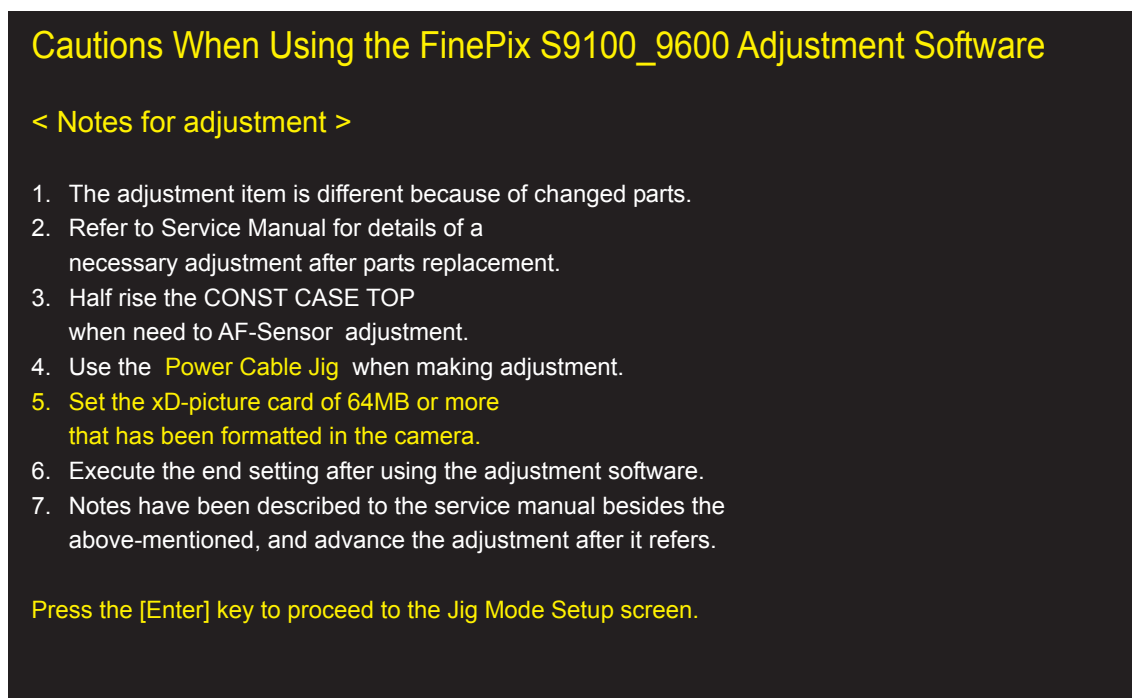 Cautions When Using the FinePix S9100_9600 Adjustment Software
< Notes for adjustment >
1. The adjustment item is different because of changed parts.
2. Refer to Service Manual for details of a
necessary adjustment after parts replacement.
3. Half rise the CONST CASE TOP
when need to AF-Sensor adjustment.
4. Use the Power Cable Jig when making adjustment.
5. Set the xD-picture card of 64MB or more
that has been formatted in the camera.
6. Execute the end setting after using the adjustment software.
7. Notes have been described to the service manual besides the
above-mentioned, and advance the adjustment after it refers.
Press the [Enter] key to proceed to the Jig Mode Setup screen.